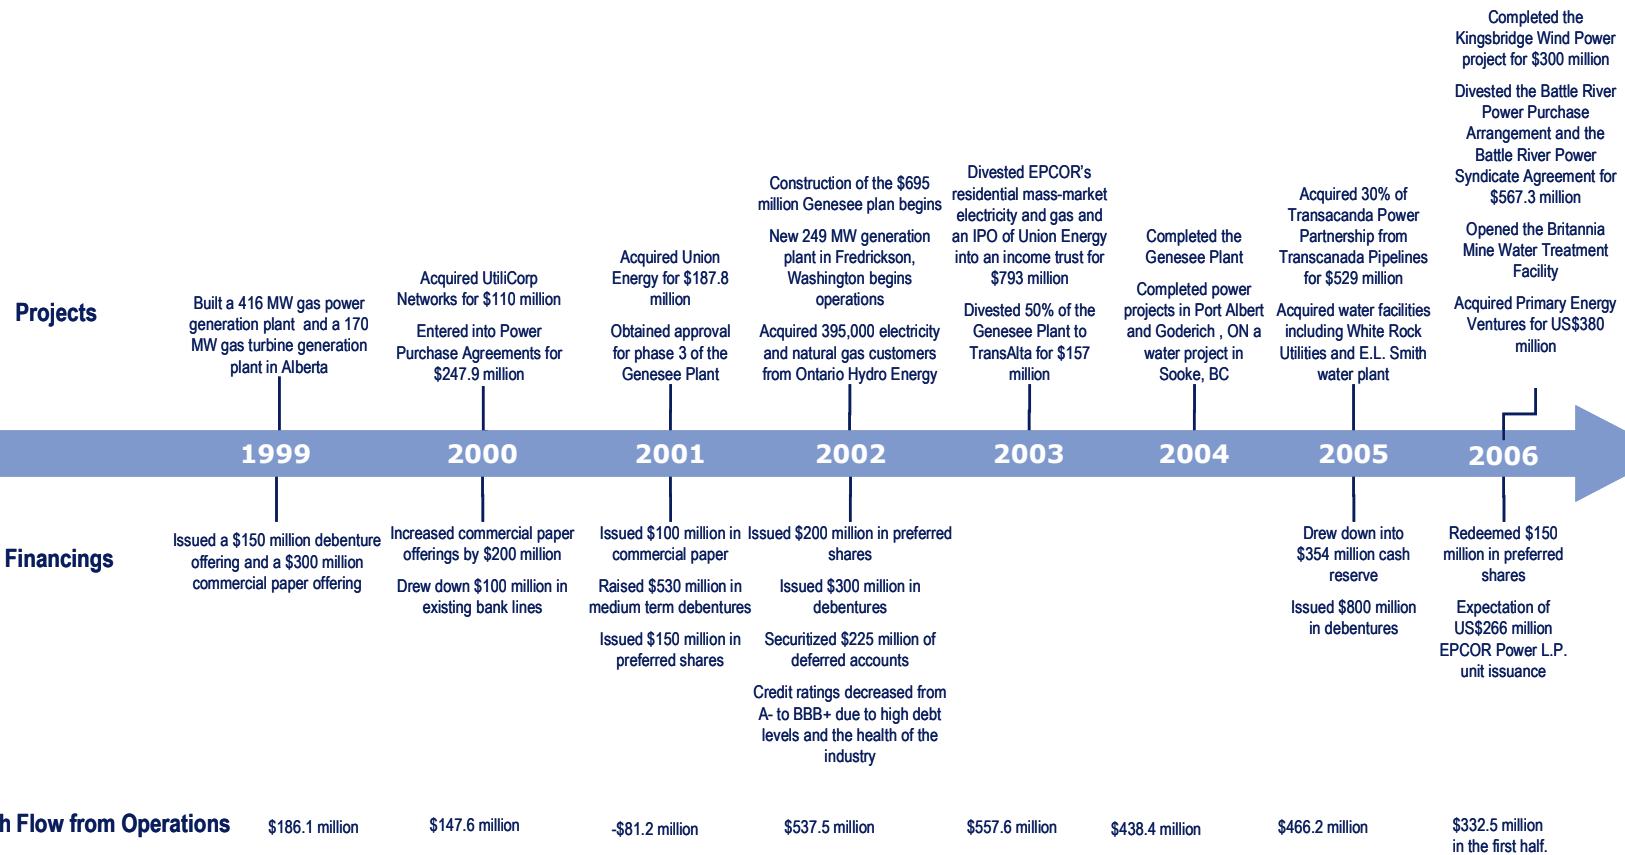 Projects
Built a 416 MW gas power
generation plant and a 170
MW gas turbine generation
plant in Alberta
Acquired UtiliCorp
Networks for $110 million
Entered into Power
Purchase Agreements for
$247.9 million
Acquired Union
Energy for $187.8
million
Obtained approval
for phase 3 of the
Genesee Plant
Construction of the $695
million Genesee plan begins
New 249 MW generation
plant in Fredrickson,
Washington begins
operations
Acquired 395,000 electricity
and natural gas customers
from Ontario Hydro Energy
Divested EPCOR's
residential mass-market
electricity and gas and
an IPO of Union Energy
into an income trust for
$793 million
Divested 50% of the
Genesee Plant to
TransAlta for $157
million
Completed the
Genesee Plant
Completed power
projects in Port Albert
and Goderich , ON a
water project in
Sooke, BC
Acquired 30% of
Transacanda Power
Partnership from
Transcanada Pipelines
for $529 million
Acquired water facilities
including White Rock
Utilities and E.L. Smith
water plant
Completed the
Kingsbridge Wind Power
project for $300 million
Divested the Battle River
Power Purchase
Arrangement and the
Battle River Power
Syndicate Agreement for
$567.3 million
Opened the Britannia
Mine Water Treatment
Facility
Acquired Primary Energy
Ventures for US$380
million
1999
2000
2001
2002
2003
2004
2005
2006
Financings
Issued a $150 million debenture
offering and a $300 million
commercial paper offering
Increased commercial paper
offerings by $200 million
Drew down $100 million in
existing bank lines
Issued $100 million in
commercial paper
Raised $530 million in
medium term debentures
Issued $150 million in
preferred shares
Issued $200 million in preferred
shares
Issued $300 million in
debentures
Securitized $225 million of
deferred accounts
Credit ratings decreased from
A- to BBB+ due to high debt
levels and the health of the
industry
Drew down into
$354 million cash
reserve
Issued $800 million
in debentures
Redeemed $150
million in preferred
shares
Expectation of
US$266 million
EPCOR Power L.P.
unit issuance
h Flow from Operations
$186.1 million
$147.6 million
-$81.2 million
$537.5 million
$557.6 million
$438.4 million
$466.2 million
$332.5 million
in the first half.